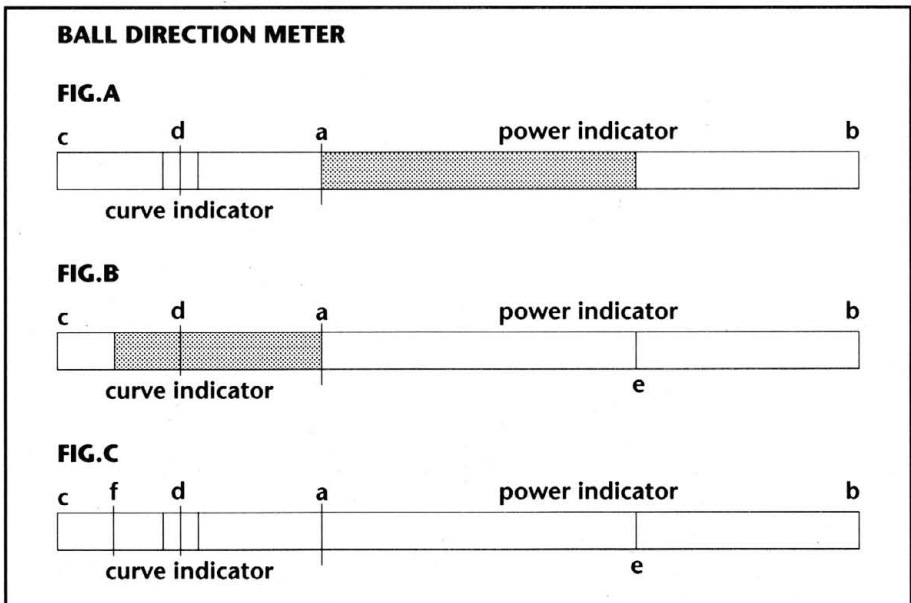 BALL DIRECTION METER
FIG.A
c d a power indicator b
curve indicator
FIG.B
c d a power indicator b
curve indicator e
FIG.C
c f d a power indicator b
curve indicator e